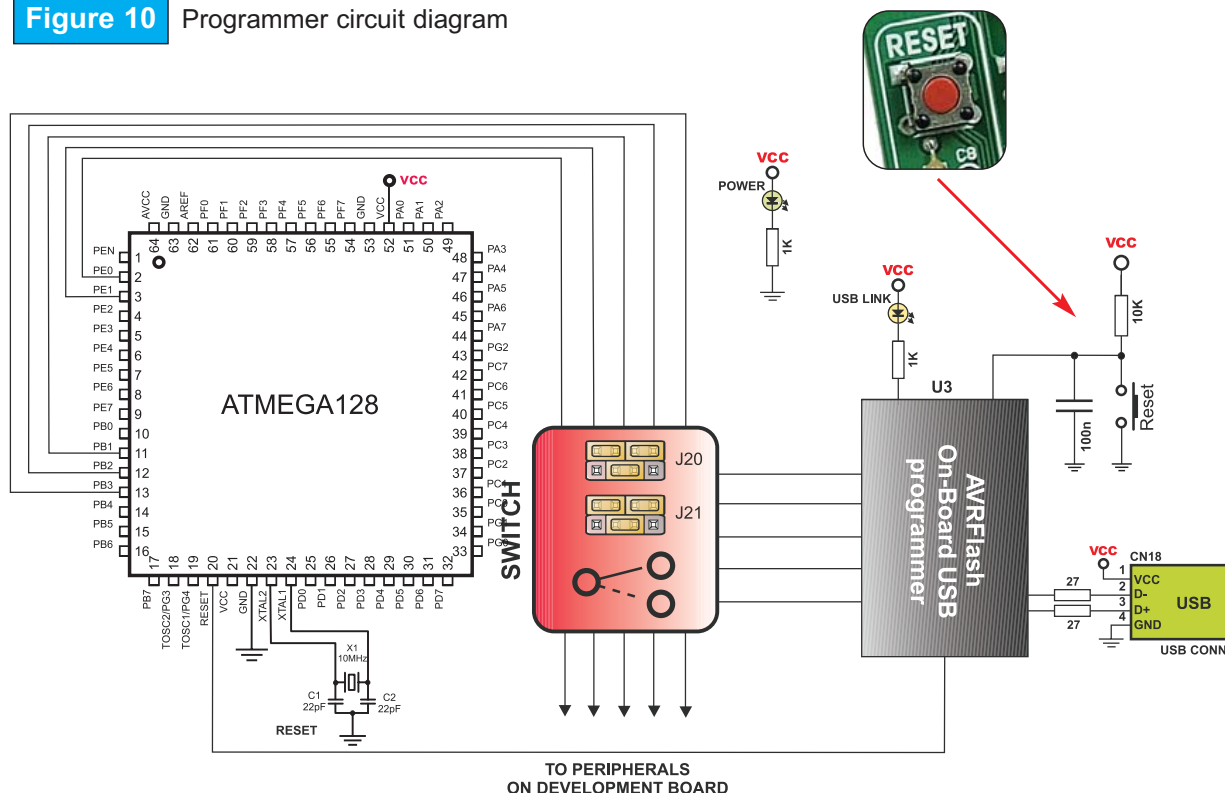 Figure 10 Programmer circuit diagram
RESET
C8
VCC
POWER
1K
VCC
USB LINK
1K
VCC
10K
100n
Reset
U3
AVRFlash
On-Board USB
programmer
VCC
CN18
1 VCC
2 D-
3 D+
4 GND
27
27
USB
USB CONN
VCC
AVCC
GND
AREF
PF0
PF1
PF2
PF3
PF4
PF5
PF6
PF7
GND
VCC
PA0
PA1
PA2
64 63 62 61 60 59 58 57 56 55 54 53 52 51 50 49
PEN 1
PE0 2
PE1 3
PE2 4
PE3 5
PE4 6
PE5 7
PE6 8
PE7 9
PB0 10
PB1 11
PB2 12
PB3 13
PB4 14
PB5 15
PB6 16
ATMEGA128
48 PA3
47 PA4
46 PA5
45 PA6
44 PA7
43 PG2
42 PC7
41 PC6
40 PC5
39 PC4
38 PC3
37 PC2
36
35
34
33
17 18 19 20 21 22 23 24 25 26 27 28 29 30 31 32
PB7
TOSC2/PG3
TOSC1/PG4
RESET
VCC
GND
XTAL2
XTAL1
PD0
PD1
PD2
PD3
PD4
PD5
PD6
PD7
X1
10MHz
C1
22pF
C2
22pF
RESET
SWITCH
J20
J21
TO PERIPHERALS
ON DEVELOPMENT BOARD